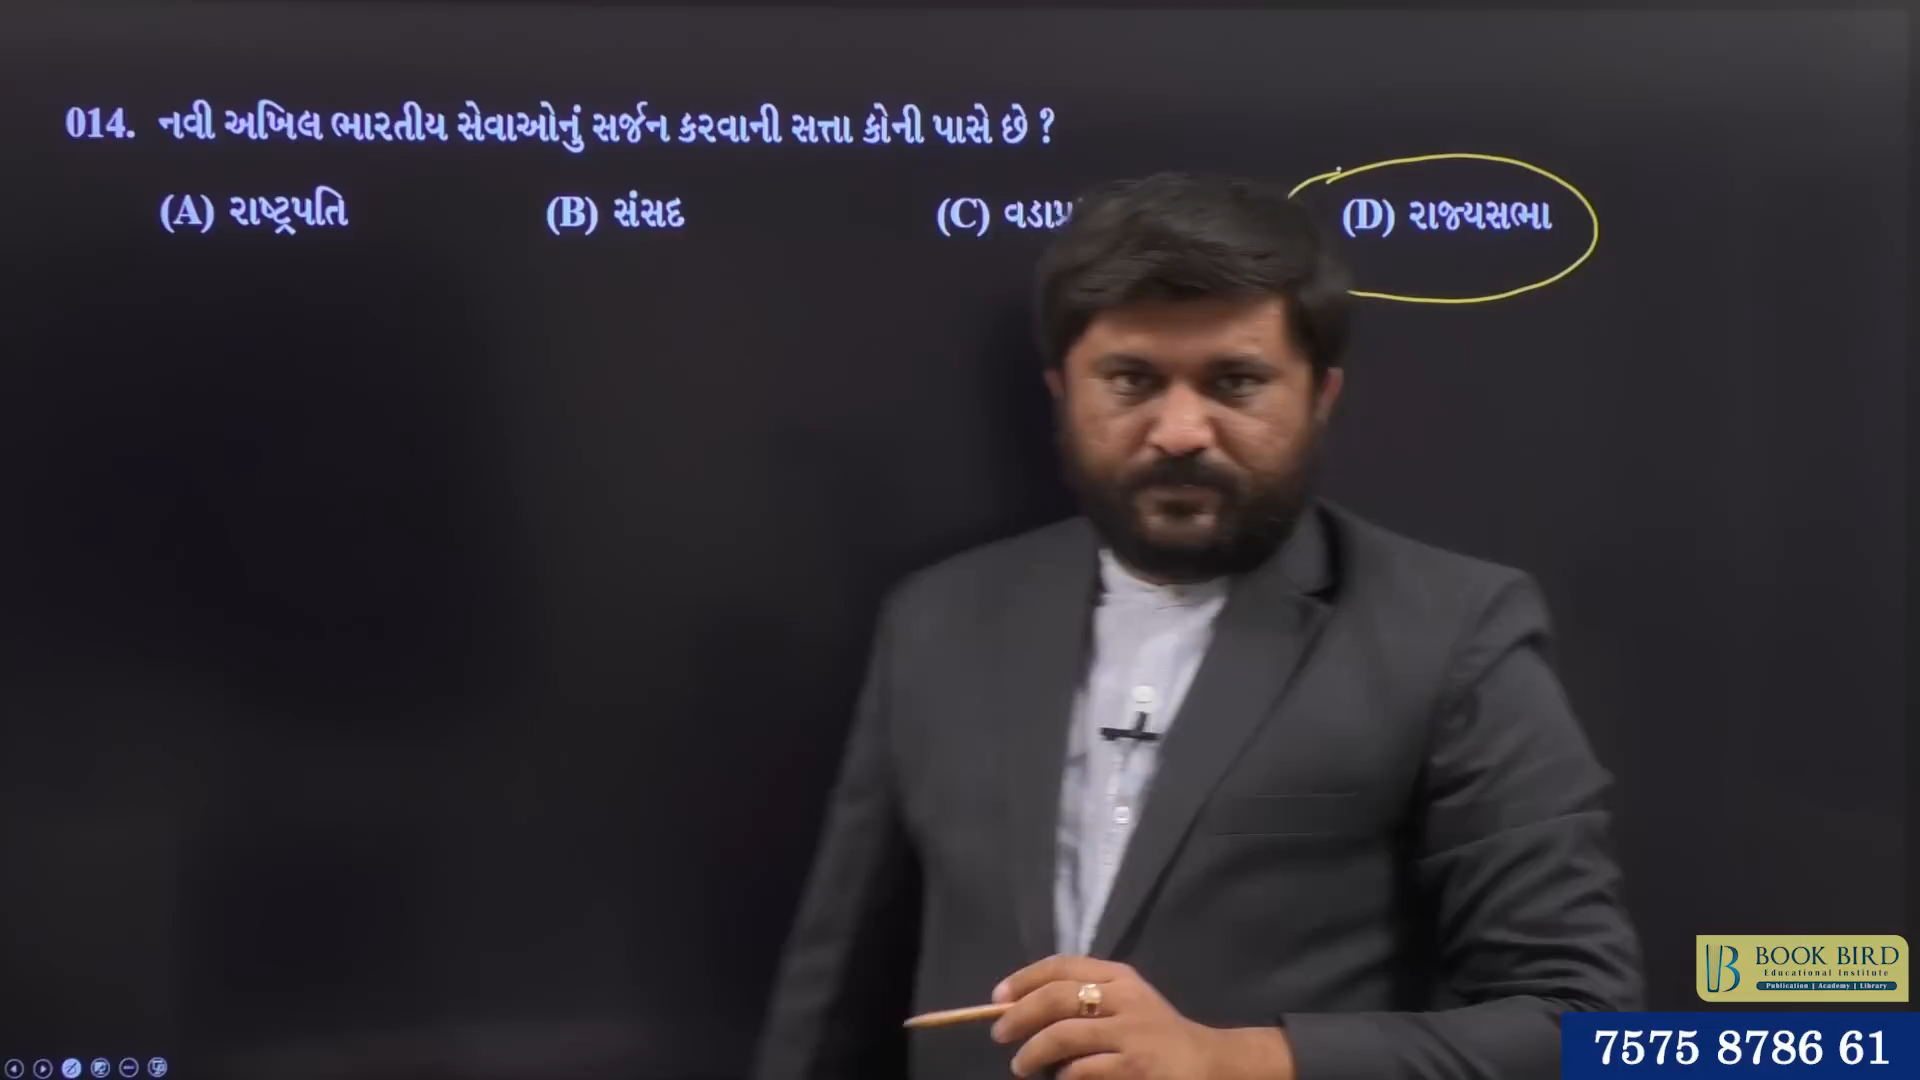 014. નવી અખિલ ભારતીય સેવાઓનું સર્જન કરવાની સત્તા કોની પાસે છે ?
(A) રાષ્ટ્રપતિ (B) સંસદ (C) (D) રાજ્યસભા
BOOK BIRD
Educational Institute
Publication | Academy | Library
7575 8786 61